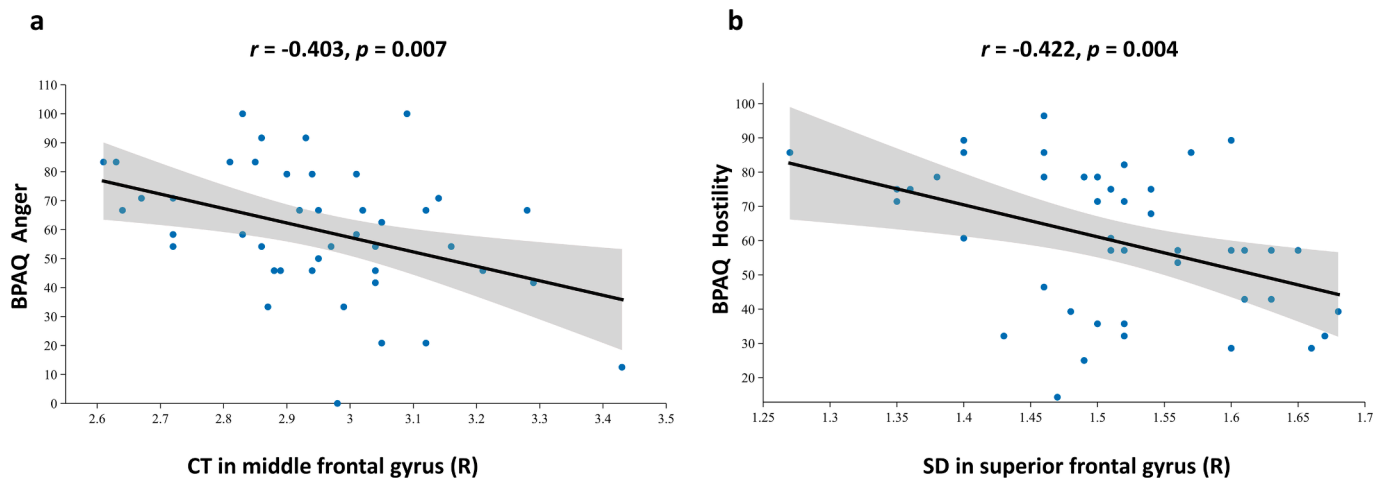 a
r = -0.403, p = 0.007
110
100
90
80
70
60
50
40
30
20
10
0
BPAQ Anger
2.6 2.7 2.8 2.9 3 3.1 3.2 3.3 3.4 3.5
CT in middle frontal gyrus (R)
b
r = -0.422, p = 0.004
100
90
80
70
60
50
40
30
20
BPAQ Hostility
1.25 1.3 1.35 1.4 1.45 1.5 1.55 1.6 1.65 1.7
SD in superior frontal gyrus (R)